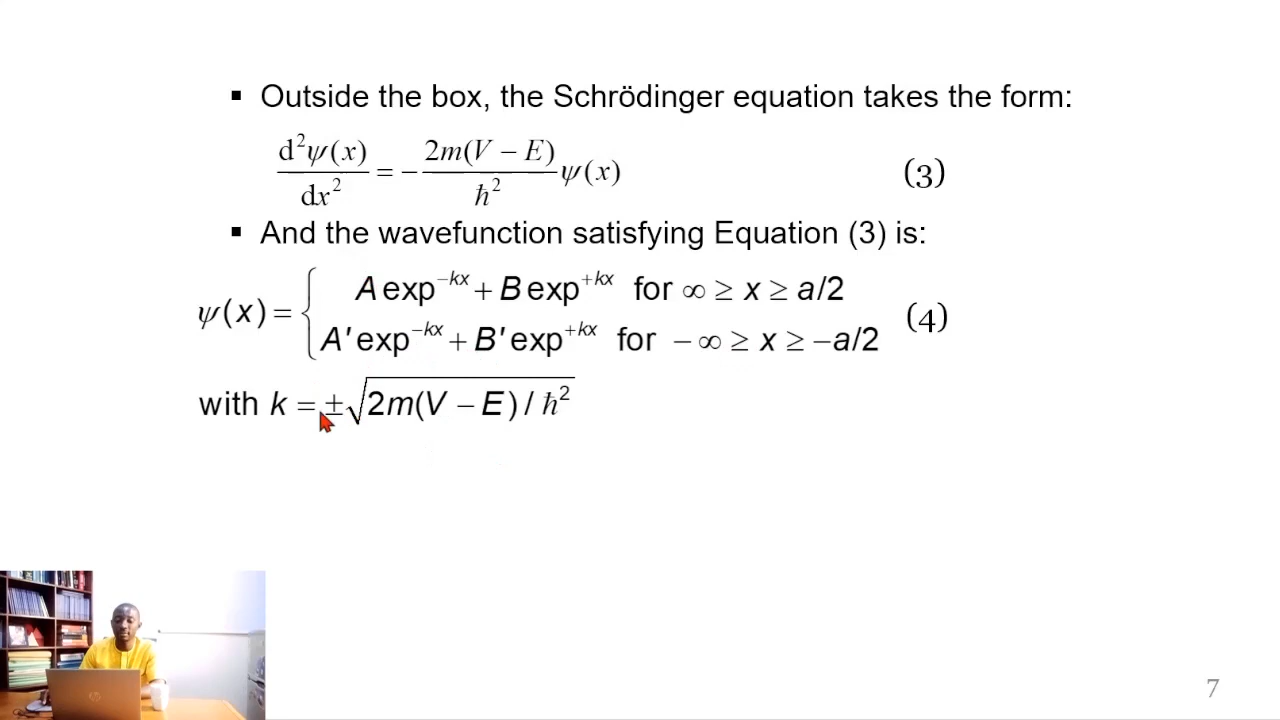 ▪ Outside the box, the Schrödinger equation takes the form:
d²ψ(x)/dx² = −2m(V − E)/ℏ² ψ(x) (3)
▪ And the wavefunction satisfying Equation (3) is:
ψ(x) = { A exp⁻ᵏˣ + B exp⁺ᵏˣ for ∞ ≥ x ≥ a/2
A′ exp⁻ᵏˣ + B′ exp⁺ᵏˣ for −∞ ≥ x ≥ −a/2 (4)
with k = ±√2m(V − E) / ℏ²
7